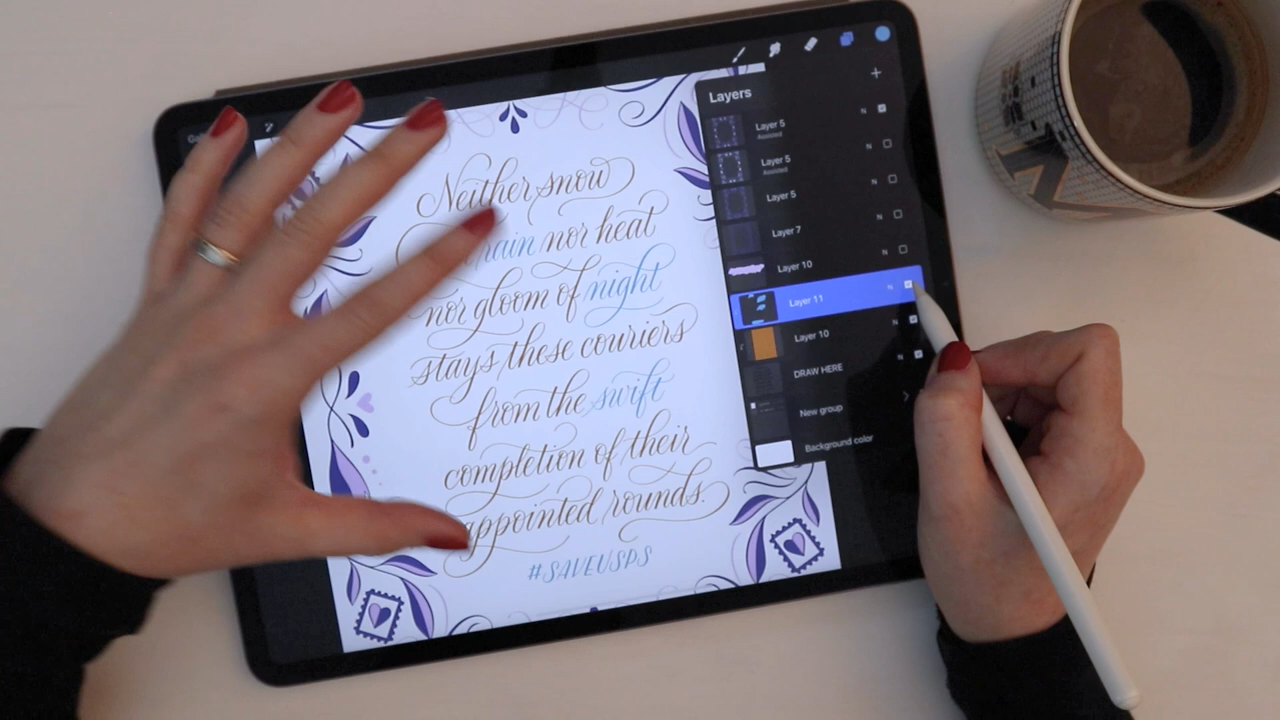 Neither snow
rain nor heat
nor gloom of night
stays these couriers
from the swift
completion of their
appointed rounds.
#SAVEUSPS
Layers
Layer 5
Assisted
N
Layer 5
Assisted
N
Layer 5
N
Layer 7
N
Layer 10
N
Layer 11
N
Layer 10
N
DRAW HERE
N
New group
Background color
M